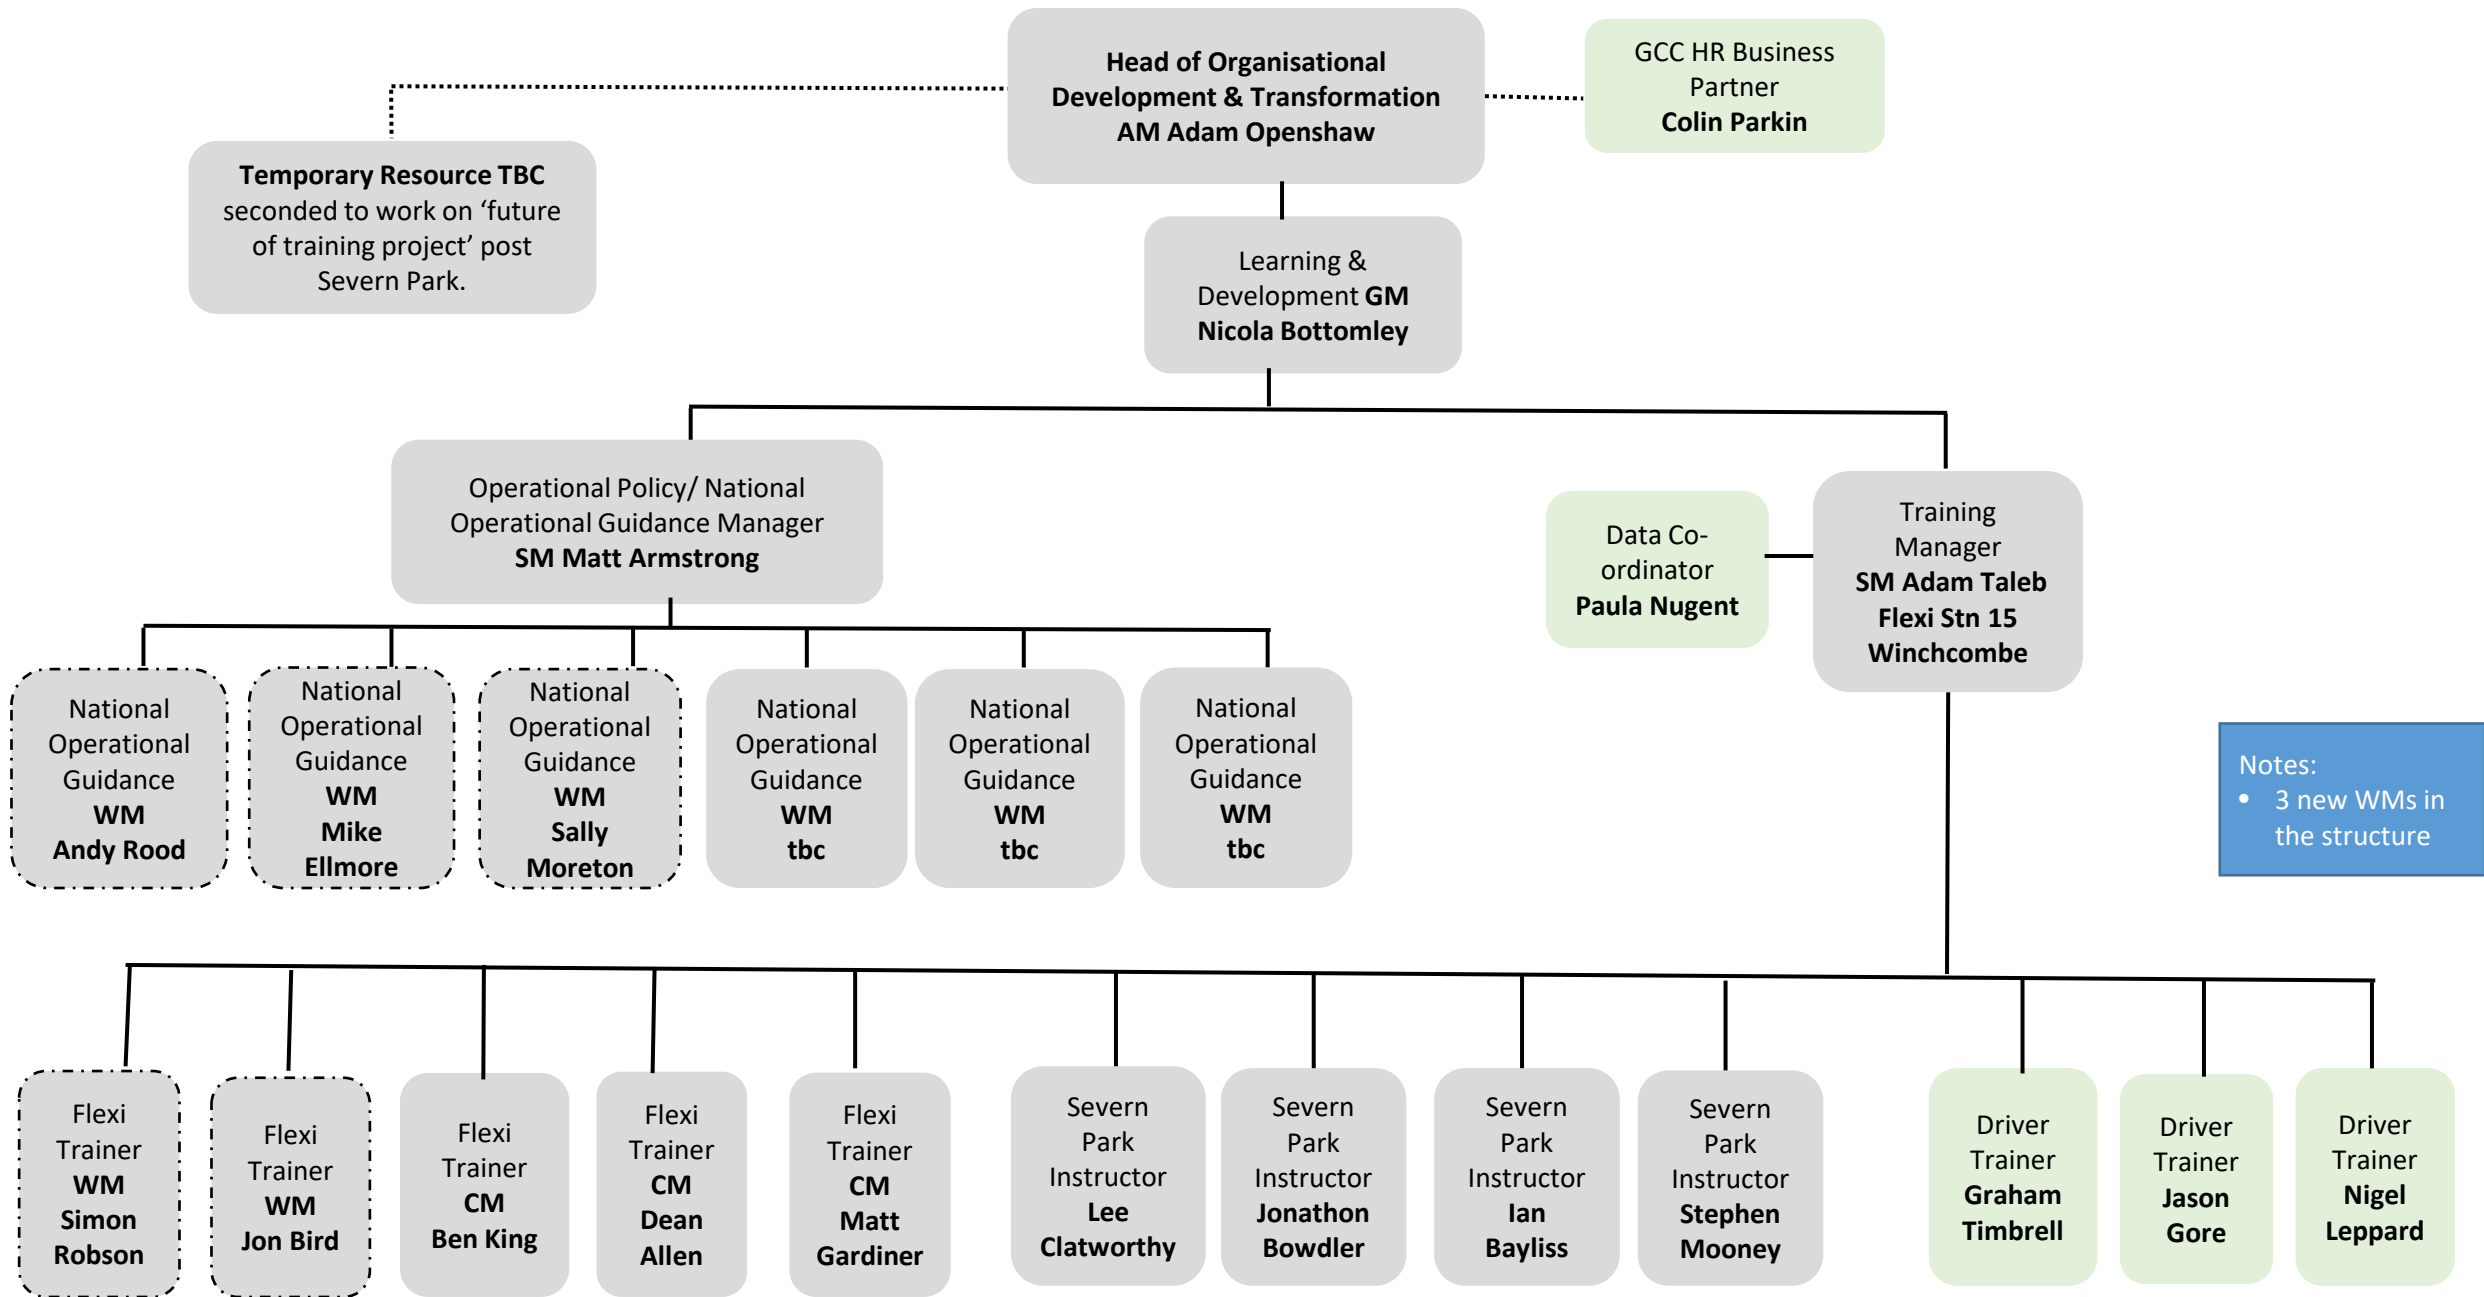 Head of Organisational
Development & Transformation
AM Adam Openshaw
GCC HR Business
Partner
Colin Parkin
Temporary Resource TBC
seconded to work on ‘future
of training project’ post
Severn Park.
Learning &
Development GM
Nicola Bottomley
Operational Policy/ National
Operational Guidance Manager
SM Matt Armstrong
Data Co-
ordinator
Paula Nugent
Training
Manager
SM Adam Taleb
Flexi Stn 15
Winchcombe
National
Operational
Guidance
WM
Andy Rood
National
Operational
Guidance
WM
Mike
Ellmore
National
Operational
Guidance
WM
Sally
Moreton
National
Operational
Guidance
WM
tbc
National
Operational
Guidance
WM
tbc
National
Operational
Guidance
WM
tbc
Notes:
• 3 new WMs in
the structure
Flexi
Trainer
WM
Simon
Robson
Flexi
Trainer
WM
Jon Bird
Flexi
Trainer
CM
Ben King
Flexi
Trainer
CM
Dean
Allen
Flexi
Trainer
CM
Matt
Gardiner
Severn
Park
Instructor
Lee
Clatworthy
Severn
Park
Instructor
Jonathon
Bowdler
Severn
Park
Instructor
Ian
Bayliss
Severn
Park
Instructor
Stephen
Mooney
Driver
Trainer
Graham
Timbrell
Driver
Trainer
Jason
Gore
Driver
Trainer
Nigel
Leppard